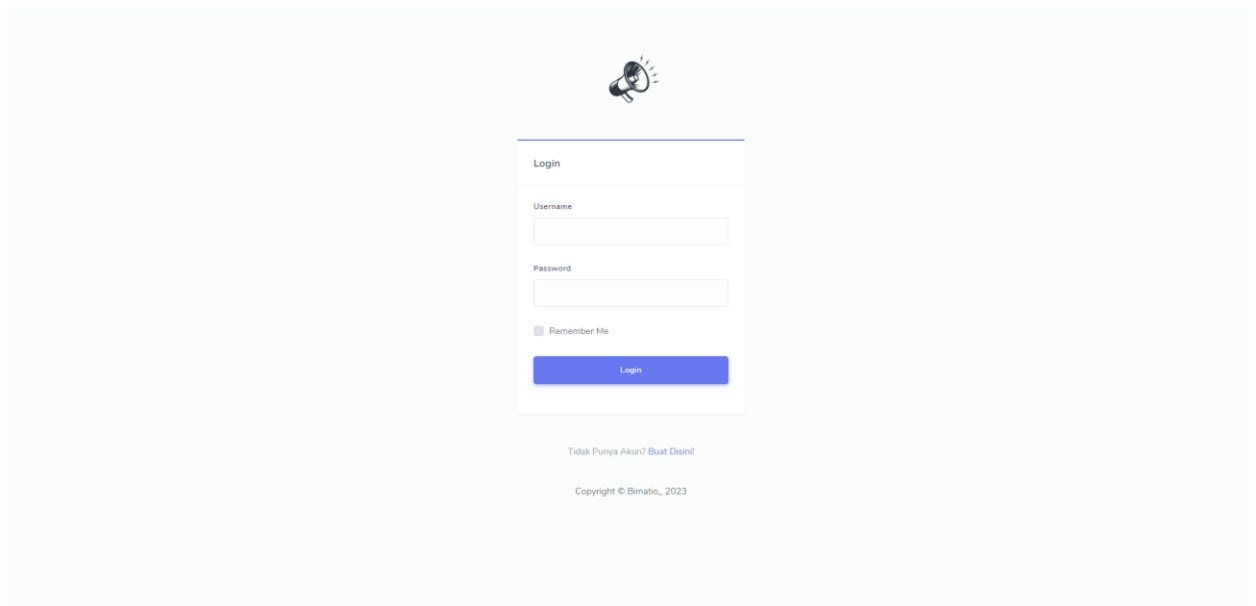 Login
Username
Password
Remember Me
Login
Tidak Punya Akun? Buat Disini!
Copyright © Bimatio_ 2023